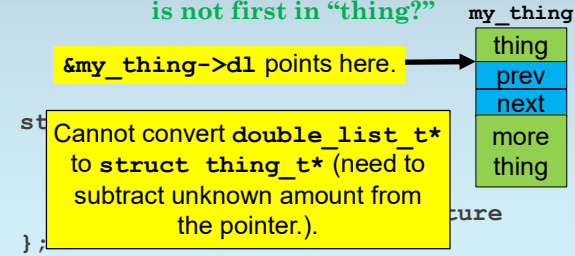 is not first in “thing?”
my_thing
thing
&my_thing->dl points here.
prev
next
st
Cannot convert double_list_t*
to struct thing_t* (need to
subtract unknown amount from
the pointer.).
more
thing
ture
};